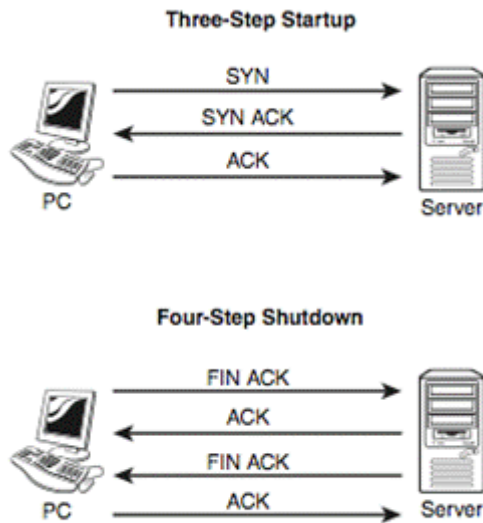 Three-Step Startup
SYN
SYN ACK
ACK
PC
Server
Four-Step Shutdown
FIN ACK
ACK
FIN ACK
ACK
PC
Server